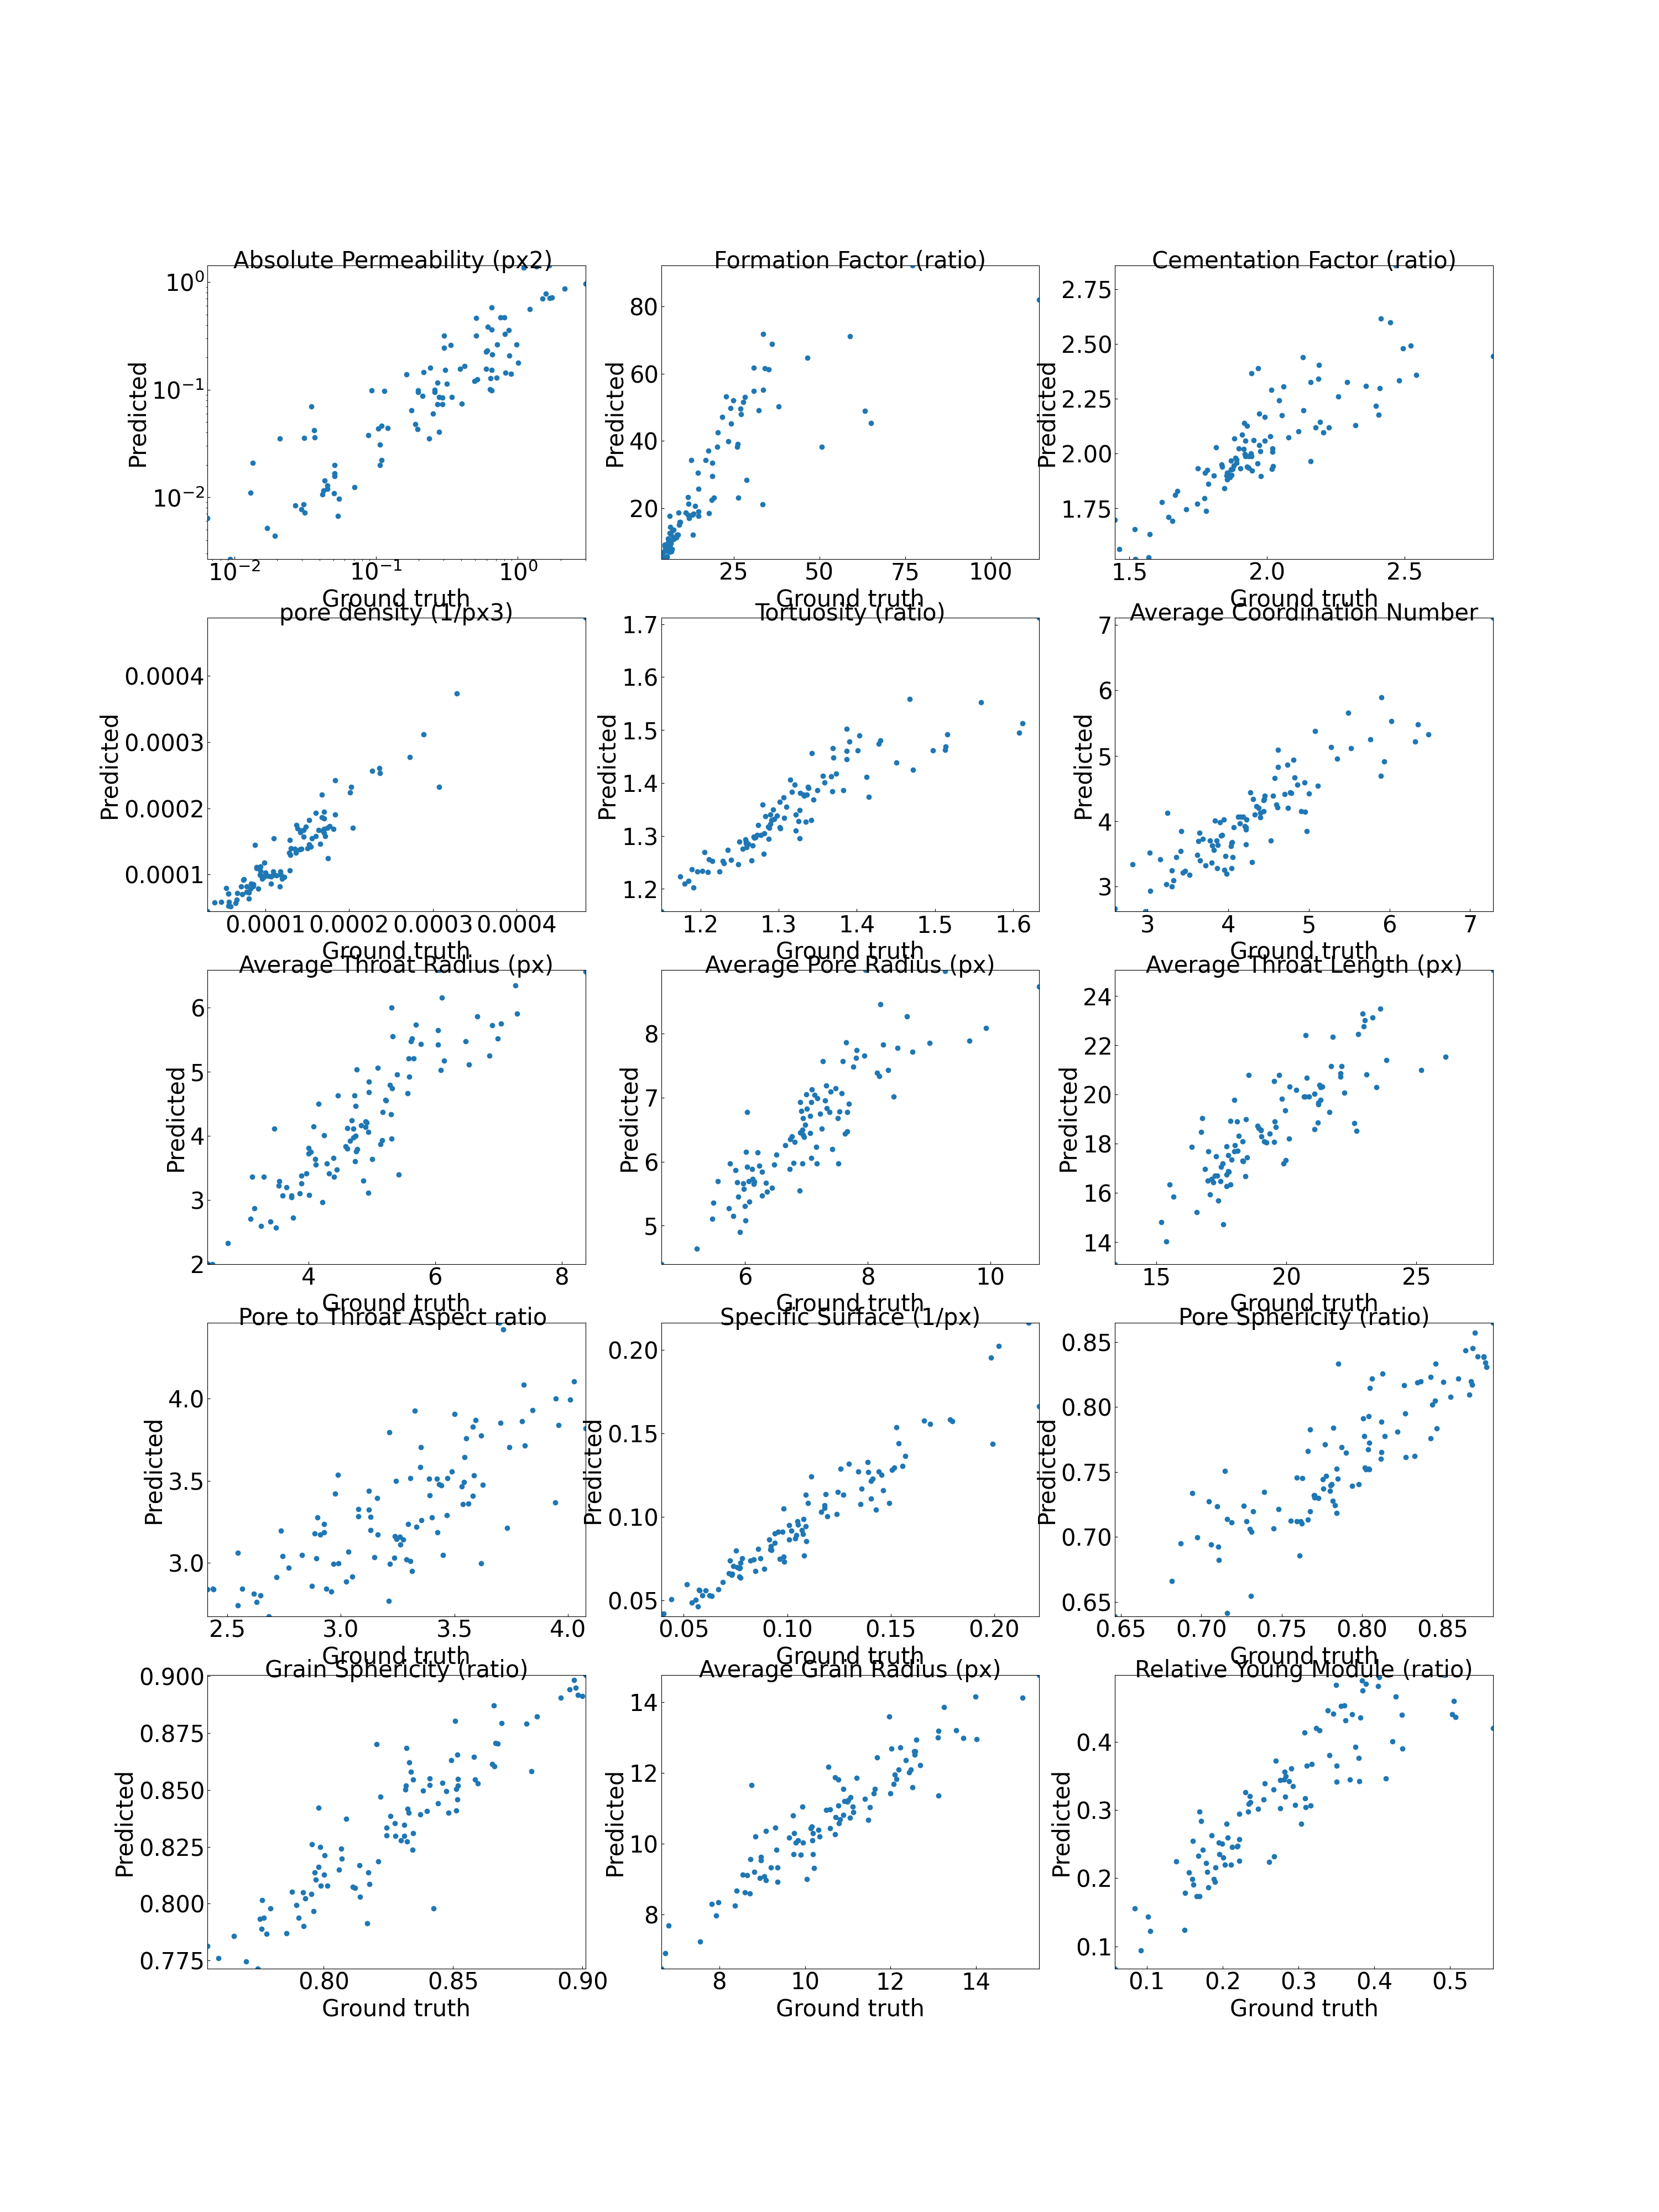 Absolute Permeability (px2)
Predicted
10⁰
10⁻¹
10⁻²
10⁻² 10⁻¹ 10⁰
Ground truth
Formation Factor (ratio)
Predicted
80
60
40
20
25 50 75 100
Ground truth
Cementation Factor (ratio)
Predicted
2.75
2.50
2.25
2.00
1.75
1.5 2.0 2.5
Ground truth
pore density (1/px3)
Predicted
0.0004
0.0003
0.0002
0.0001
0.0001 0.0002 0.0003 0.0004
Ground truth
Tortuosity (ratio)
Predicted
1.7
1.6
1.5
1.4
1.3
1.2
1.2 1.3 1.4 1.5 1.6
Ground truth
Average Coordination Number
Predicted
7
6
5
4
3
3 4 5 6 7
Ground truth
Average Throat Radius (px)
Predicted
6
5
4
3
2
4 6 8
Ground truth
Average Pore Radius (px)
Predicted
8
7
6
5
6 8 10
Ground truth
Average Throat Length (px)
Predicted
24
22
20
18
16
14
15 20 25
Ground truth
Pore to Throat Aspect ratio
Predicted
4.0
3.5
3.0
2.5 3.0 3.5 4.0
Ground truth
Specific Surface (1/px)
Predicted
0.20
0.15
0.10
0.05
0.05 0.10 0.15 0.20
Ground truth
Pore Sphericity (ratio)
Predicted
0.85
0.80
0.75
0.70
0.65
0.65 0.70 0.75 0.80 0.85
Ground truth
Grain Sphericity (ratio)
Predicted
0.900
0.875
0.850
0.825
0.800
0.775
0.80 0.85 0.90
Ground truth
Average Grain Radius (px)
Predicted
14
12
10
8
8 10 12 14
Ground truth
Relative Young Module (ratio)
Predicted
0.4
0.3
0.2
0.1
0.1 0.2 0.3 0.4 0.5
Ground truth